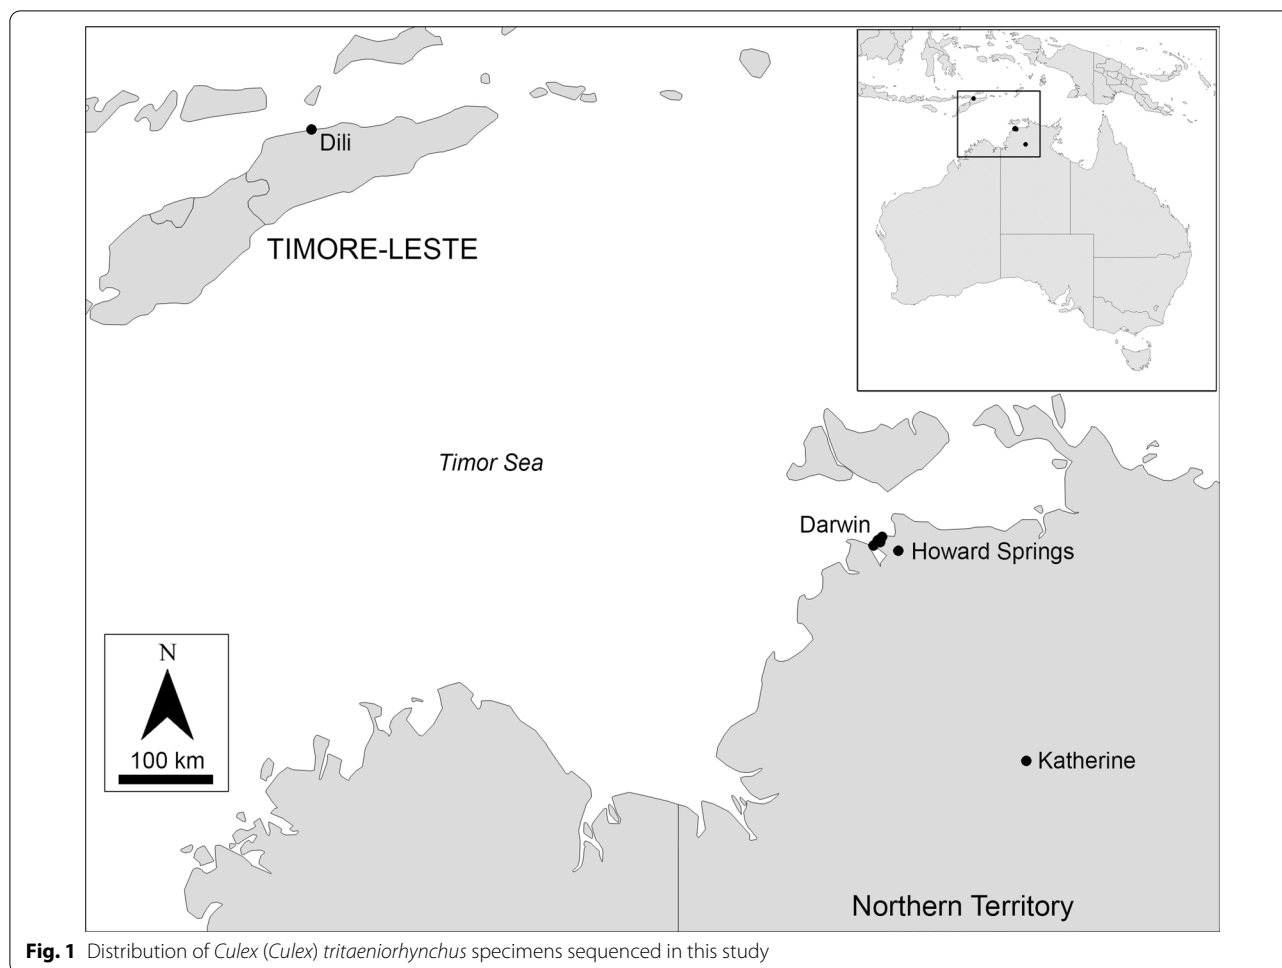 Dili
TIMORE-LESTE
Timor Sea
Darwin
Howard Springs
N
100 km
Katherine
Northern Territory
Fig. 1 Distribution of Culex (Culex) tritaeniorhynchus specimens sequenced in this study